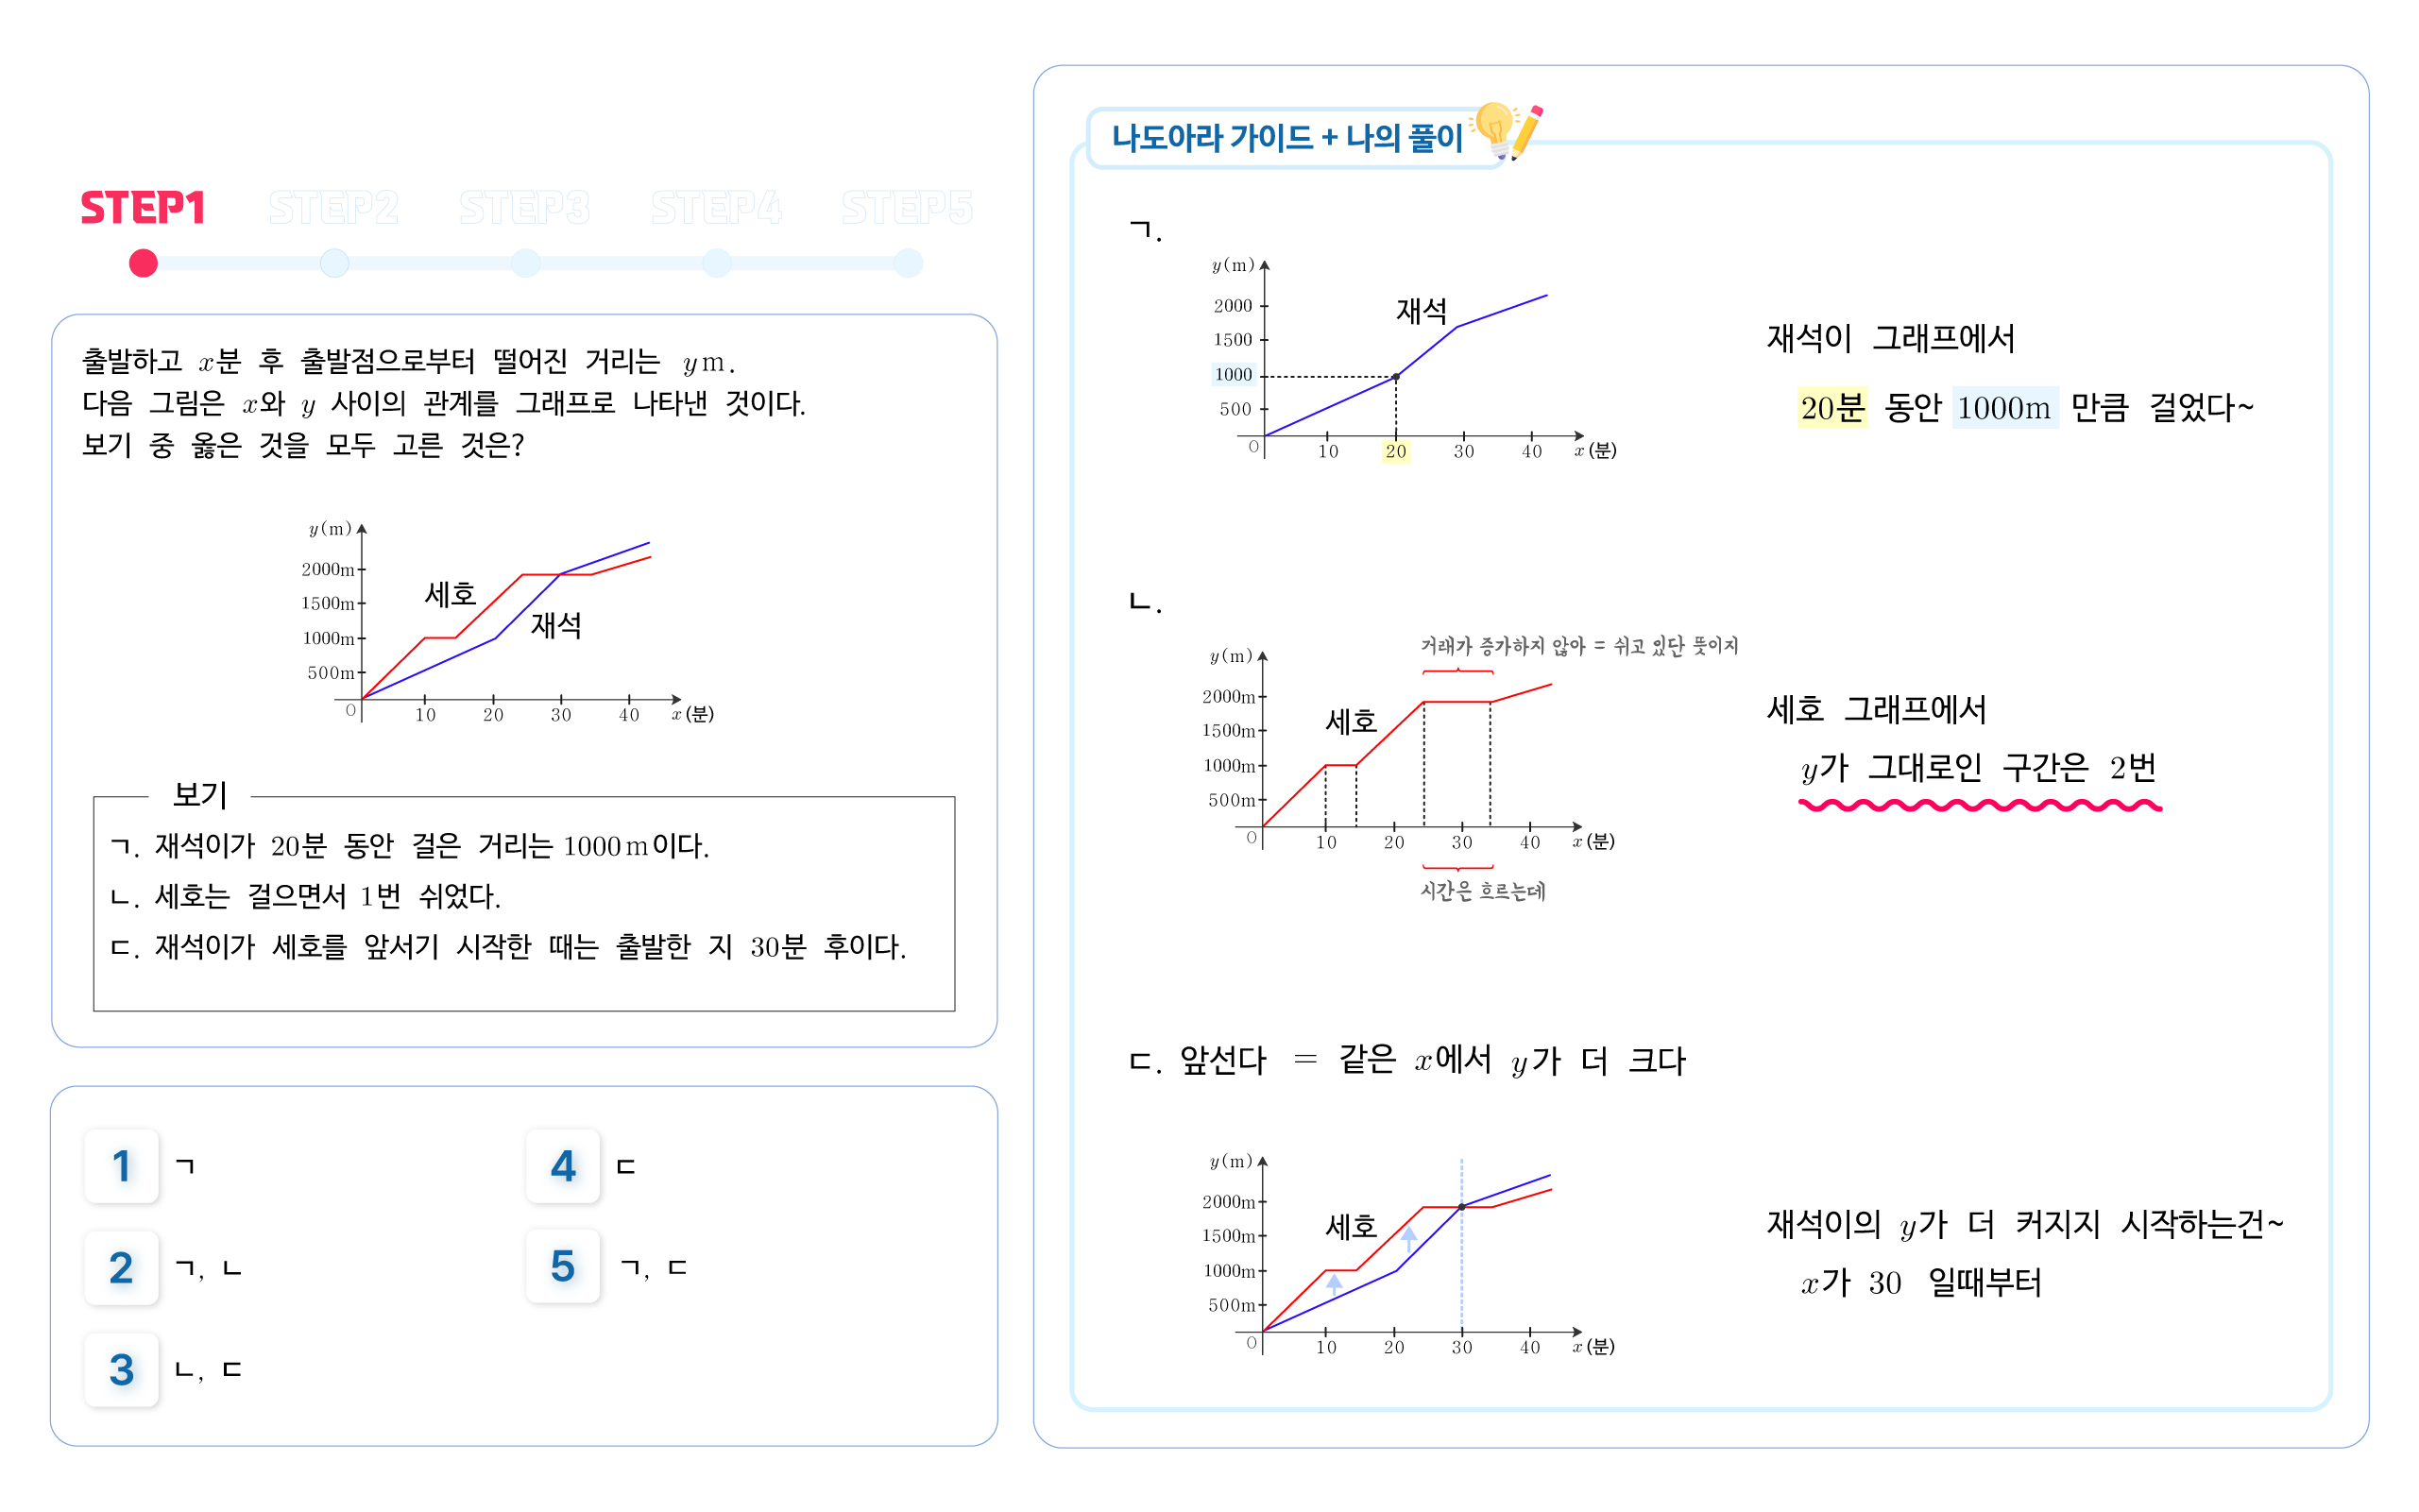 STEP1 STEP2 STEP3 STEP4 STEP5
출발하고 x분 후 출발점으로부터 떨어진 거리는 y m.
다음 그림은 x와 y 사이의 관계를 그래프로 나타낸 것이다.
보기 중 옳은 것을 모두 고른 것은?
y(m)
2000m
1500m
1000m
500m
세호
재석
O 10 20 30 40 x(분)
보기
ㄱ. 재석이가 20분 동안 걸은 거리는 1000m이다.
ㄴ. 세호는 걸으면서 1번 쉬었다.
ㄷ. 재석이가 세호를 앞서기 시작한 때는 출발한 지 30분 후이다.
1 ㄱ
2 ㄱ, ㄴ
3 ㄴ, ㄷ
4 ㄷ
5 ㄱ, ㄷ
나도아라 가이드 + 나의 풀이
ㄱ.
y(m)
2000
1500
1000
500
재석
O 10 20 30 40 x(분)
재석이 그래프에서
20분 동안 1000m 만큼 걸었다~
ㄴ.
거래가 증가하지 않아 = 쉬고 있단 뜻이지
y(m)
2000m
1500m
1000m
500m
세호
O 10 20 30 40 x(분)
시간은 흐르는데
세호 그래프에서
y가 그대로인 구간은 2번
ㄷ. 앞선다 = 같은 x에서 y가 더 크다
y(m)
2000m
1500m
1000m
500m
세호
O 10 20 30 40 x(분)
재석이의 y가 더 커지지 시작하는건~
x가 30 일때부터